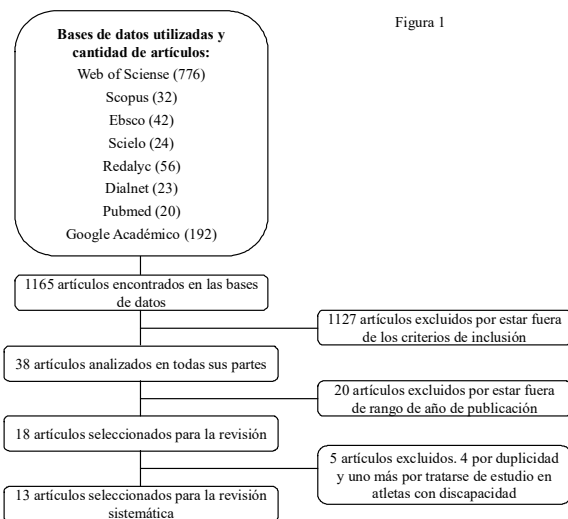 Figura 1
Bases de datos utilizadas y
cantidad de artículos:
Web of Sciense (776)
Scopus (32)
Ebsco (42)
Scielo (24)
Redalyc (56)
Dialnet (23)
Pubmed (20)
Google Académico (192)
1165 artículos encontrados en las bases
de datos
1127 artículos excluidos por estar fuera
de los criterios de inclusión
38 artículos analizados en todas sus partes
20 artículos excluidos por estar fuera
de rango de año de publicación
18 artículos seleccionados para la revisión
5 artículos excluidos. 4 por duplicidad
y uno más por tratarse de estudio en
atletas con discapacidad
13 artículos seleccionados para la revisión
sistemática